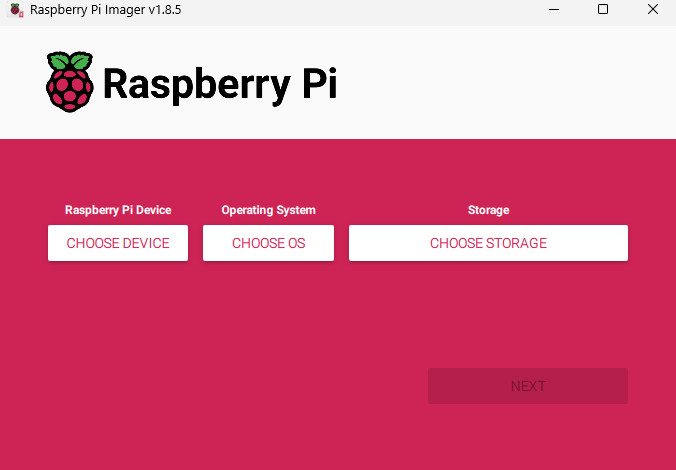 Raspberry Pi Imager v1.8.5
Raspberry Pi
Raspberry Pi Device Operating System Storage
CHOOSE DEVICE CHOOSE OS CHOOSE STORAGE
NEXT